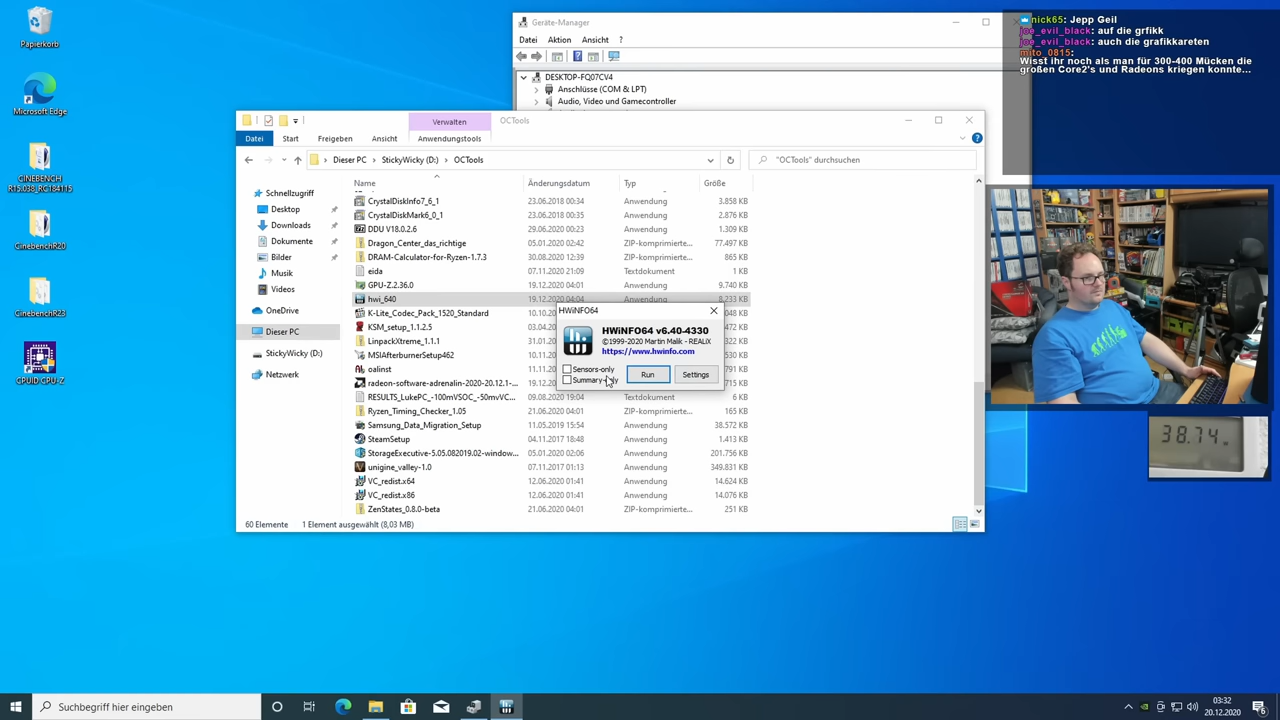 Papierkorb
Microsoft Edge
CINEBENCH
R15.038_RC184115
CinebenchR20
CinebenchR23
CPUID CPU-Z
Geräte-Manager
Datei Aktion Ansicht ?
DESKTOP-FQ07CV4
Anschlüsse (COM & LPT)
Audio, Video und Gamecontroller
nick65: Jepp Geil
joe_evil_black: auf die grfikk
joe_evil_black: auch die grafikkareten
mito_0815:
Wisst ihr noch als man für 300-400 Mücken die
großen Core2's und Radeons kriegen konnte...
Verwalten OCTools
Datei Start Freigeben Ansicht Anwendungstools
Dieser PC StickyWicky (D:) OCTools
"OCTools" durchsuchen
Schnellzugriff
Desktop
Downloads
Dokumente
Bilder
Musik
Videos
OneDrive
Dieser PC
StickyWicky (D:)
Netzwerk
Name Änderungsdatum Typ Größe
CrystalDiskInfo7_6_1 23.06.2018 00:34 Anwendung 3.858 KB
CrystalDiskMark6_0_1 23.06.2018 00:35 Anwendung 2.876 KB
DDU V18.0.2.6 29.06.2020 00:23 Anwendung 1.309 KB
Dragon_Center_das_richtige 05.01.2020 02:42 ZIP-komprimierte... 77.497 KB
DRAM-Calculator-for-Ryzen-1.7.3 30.08.2020 12:39 ZIP-komprimierte... 865 KB
eida 07.11.2020 21:09 Textdokument 1 KB
GPU-Z.2.36.0 19.12.2020 04:01 Anwendung 9.740 KB
hwi_640 19.12.2020 04:04 Anwendung 8.233 KB
K-Lite_Codec_Pack_1520_Standard
KSM_setup_1.1.2.5
LinpackXtreme_1.1.1
MSIAfterburnerSetup462
oalinst
radeon-software-adrenalin-2020-20.12.1-...
RESULTS_LukePC_-100mVSOC_-50mvVC... 09.08.2020 19:04 Textdokument 6 KB
Ryzen_Timing_Checker_1.05 21.06.2020 04:01 ZIP-komprimierte... 165 KB
Samsung_Data_Migration_Setup 11.05.2019 15:54 Anwendung 38.572 KB
SteamSetup 04.11.2017 18:48 Anwendung 1.413 KB
StorageExecutive-5.05.082019.02-window... 05.01.2020 02:06 Anwendung 201.756 KB
unigine_valley-1.0 07.11.2017 01:13 Anwendung 349.831 KB
VC_redist.x64 12.06.2020 01:41 Anwendung 14.624 KB
VC_redist.x86 12.06.2020 01:41 Anwendung 14.076 KB
ZenStates_0.8.0-beta 21.06.2020 04:01 ZIP-komprimierte... 251 KB
60 Elemente 1 Element ausgewählt (8,03 MB)
HWiNFO64
HWiNFO64 v6.40-4330
©1999-2020 Martin Malik - REALiX
https://www.hwinfo.com
Sensors-only
Run Settings
38.74
Suchbegriff hier eingeben
03:32
20.12.2020
6